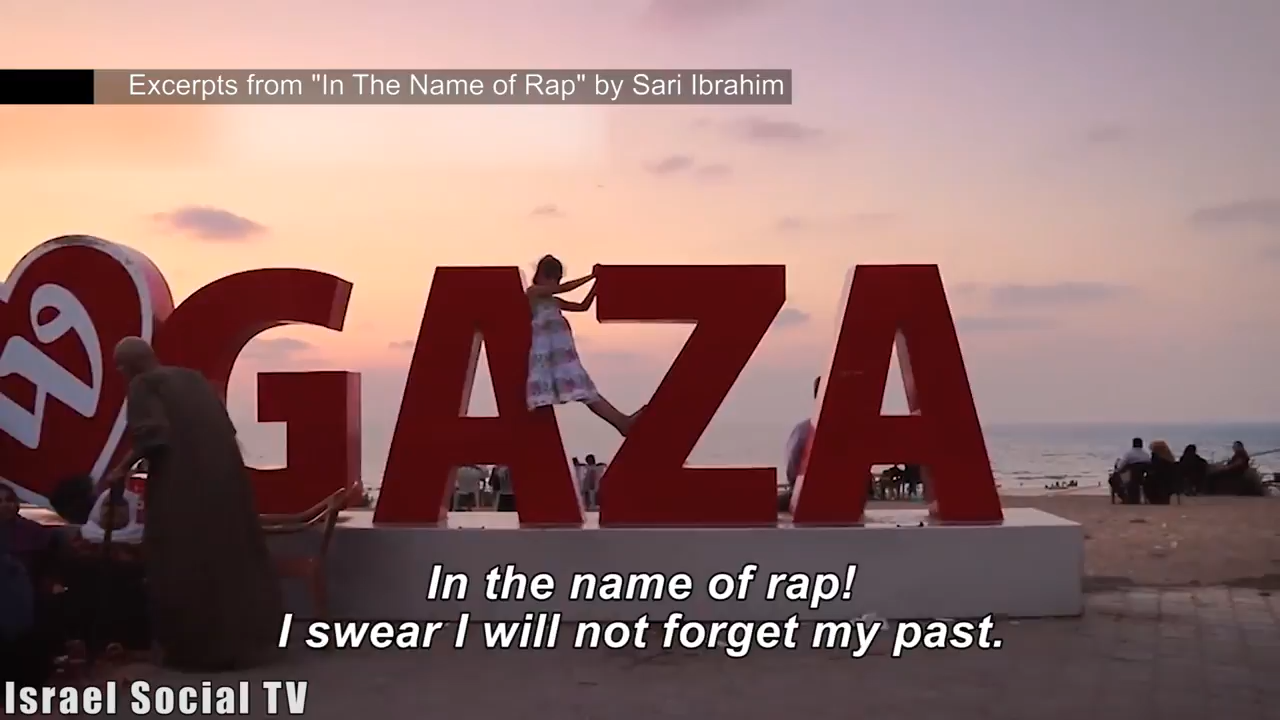 Excerpts from "In The Name of Rap" by Sari Ibrahim
GAZA
In the name of rap!
I swear I will not forget my past.
Israel Social TV